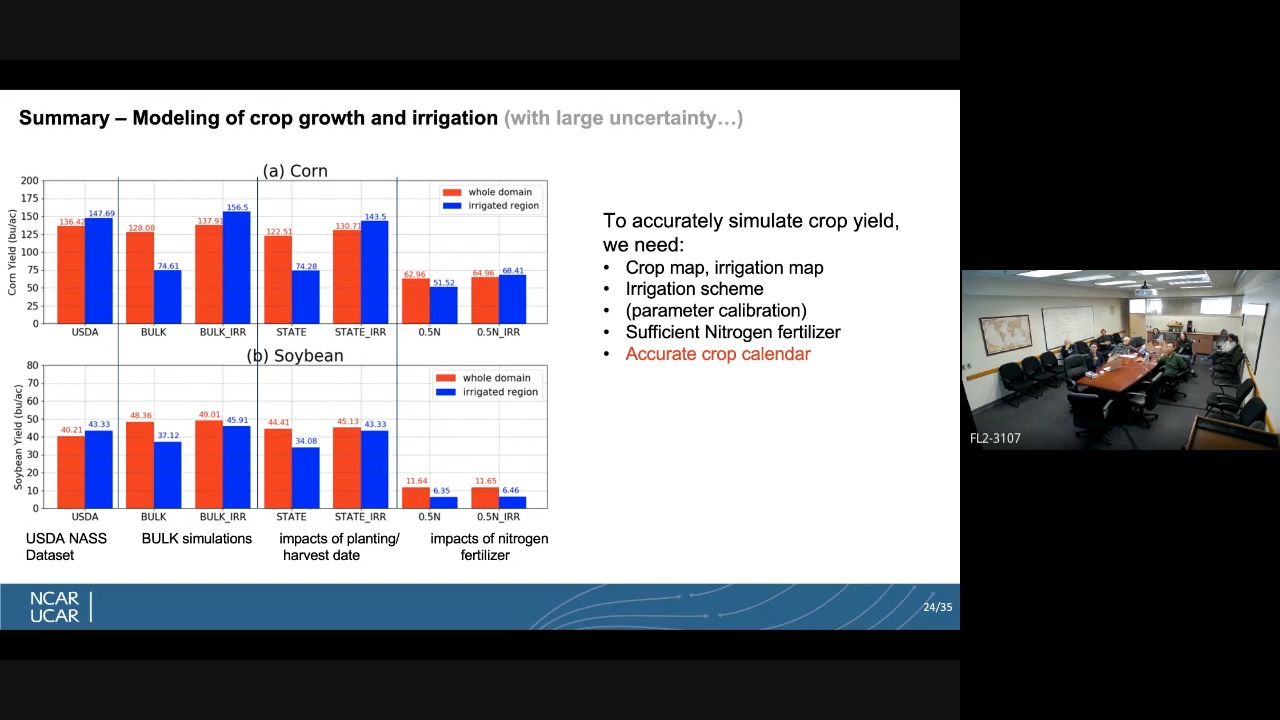 Summary – Modeling of crop growth and irrigation (with large uncertainty…)
(a) Corn
Corn Yield (bu/ac)
200
175
150
125
100
75
50
25
0
whole domain
irrigated region
136.42
147.69
128.08
74.61
137.91
156.5
122.51
74.28
130.71
143.5
62.96
51.52
64.96
68.41
USDA BULK BULK_IRR STATE STATE_IRR 0.5N 0.5N_IRR
(b) Soybean
Soybean Yield (bu/ac)
80
70
60
50
40
30
20
10
0
whole domain
irrigated region
40.21
43.33
48.36
37.12
49.01
45.91
44.41
34.08
45.13
43.33
11.64
6.35
11.65
6.46
USDA BULK BULK_IRR STATE STATE_IRR 0.5N 0.5N_IRR
USDA NASS
Dataset
BULK simulations
impacts of planting/
harvest date
impacts of nitrogen
fertilizer
To accurately simulate crop yield,
we need:
• Crop map, irrigation map
• Irrigation scheme
• (parameter calibration)
• Sufficient Nitrogen fertilizer
• Accurate crop calendar
NCAR
UCAR
24/35
FL2-3107